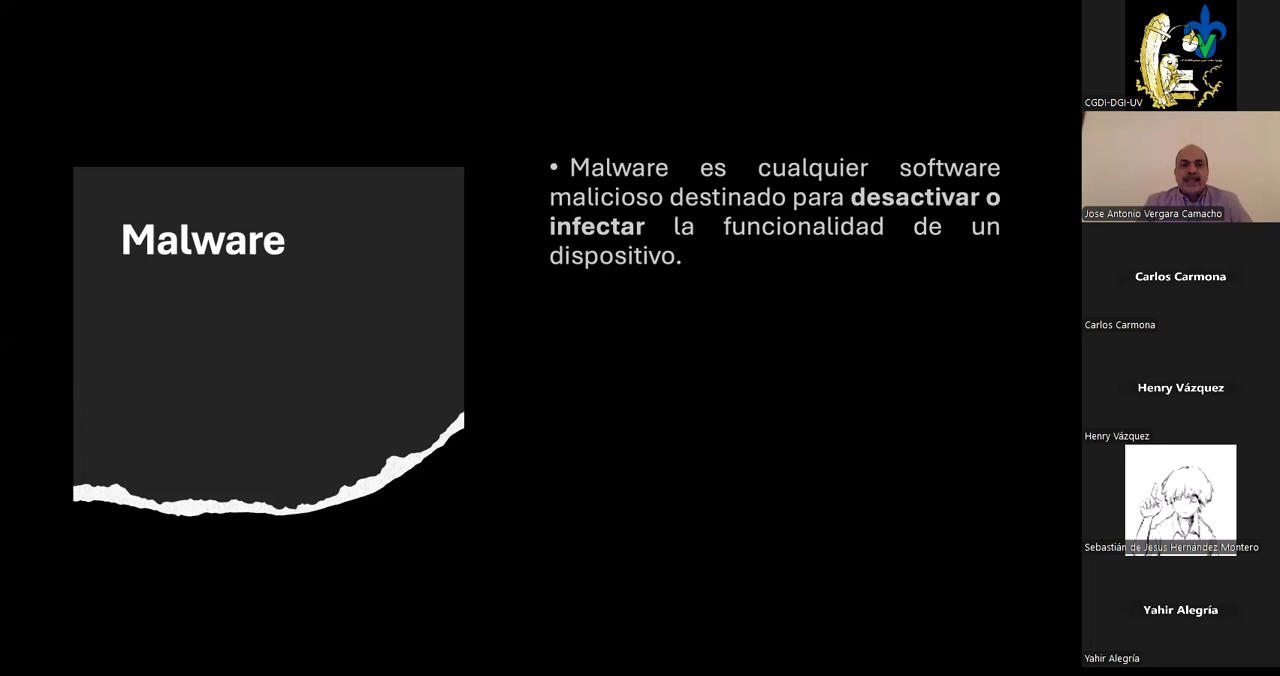 Malware
• Malware es cualquier software
malicioso destinado para desactivar o
infectar la funcionalidad de un
dispositivo.
CGDI-DGI-UV
Jose Antonio Vergara Camacho
Carlos Carmona
Carlos Carmona
Henry Vázquez
Henry Vázquez
Sebastián de Jesus Hernández Montero
Yahir Alegría
Yahir Alegría